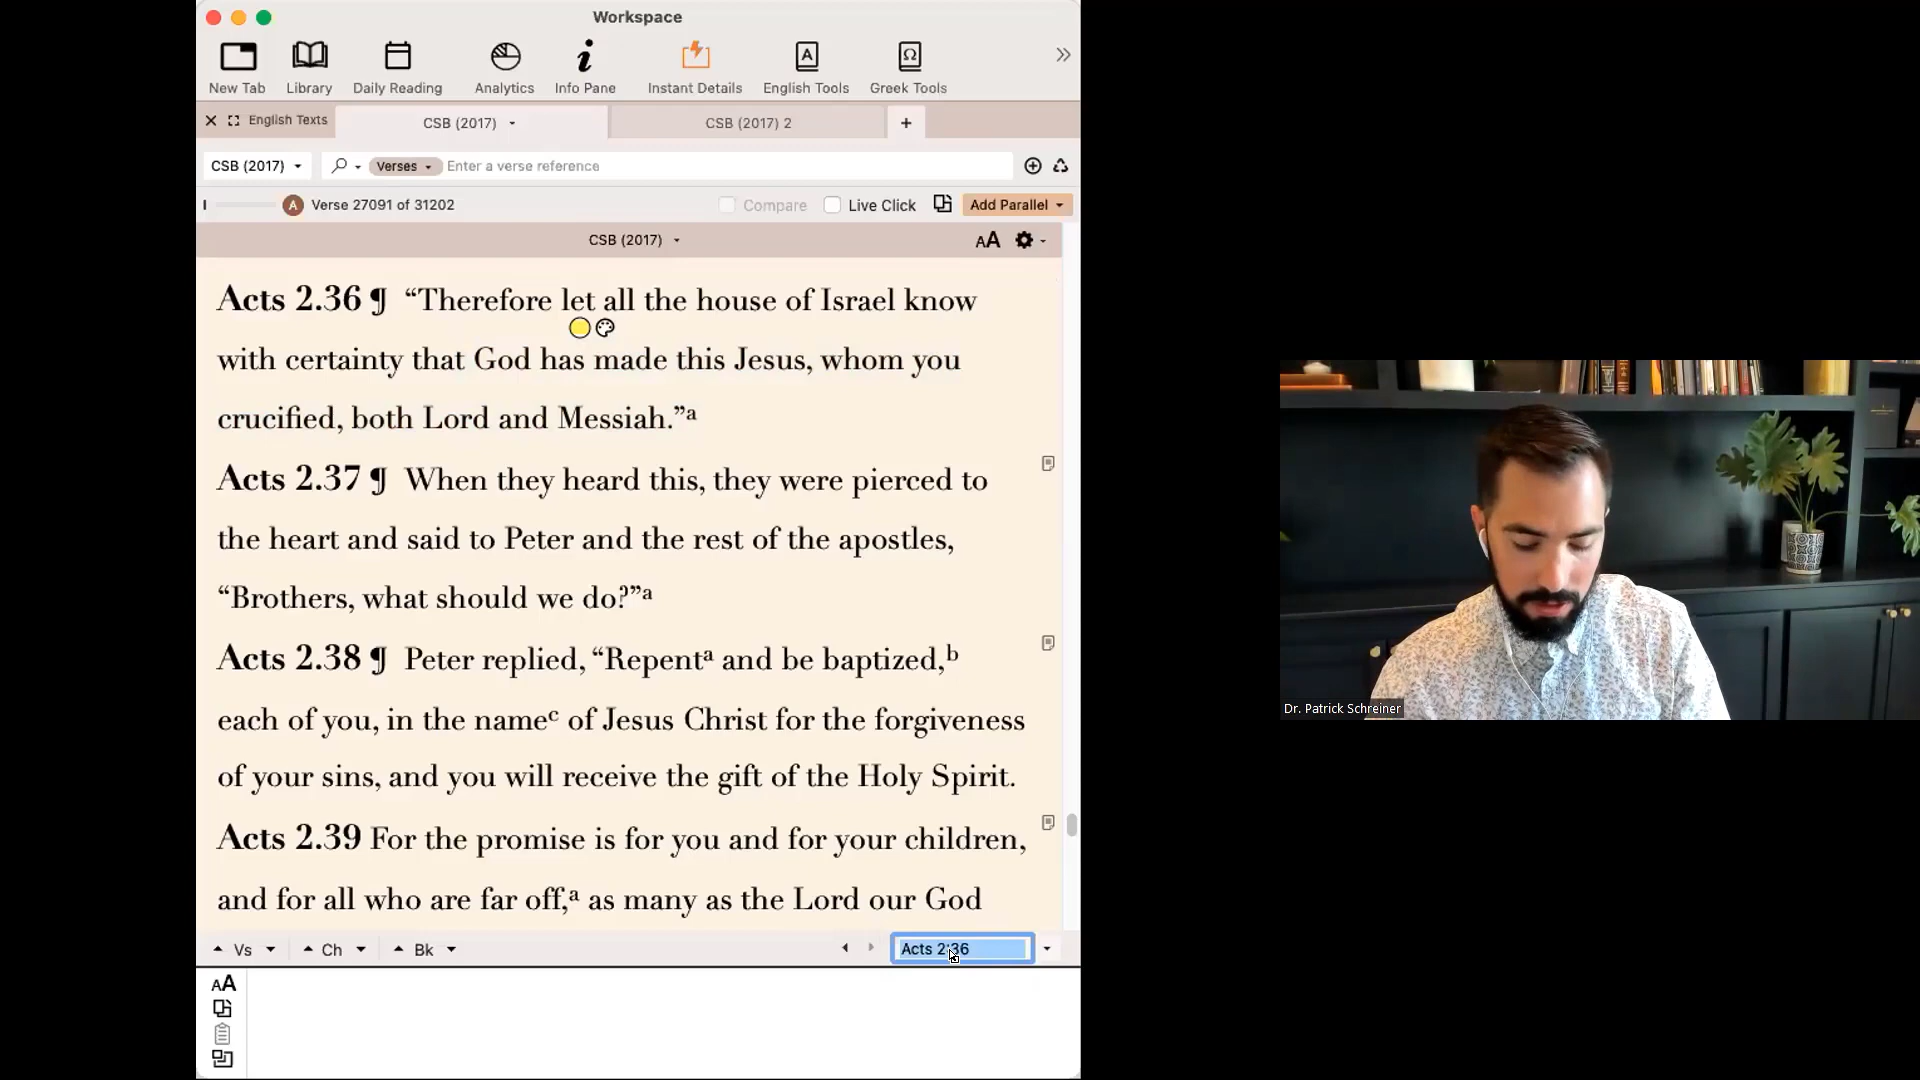 Workspace
New Tab Library Daily Reading Analytics Info Pane Instant Details English Tools Greek Tools
English Texts CSB (2017) CSB (2017) 2
CSB (2017) Verses Enter a verse reference
A Verse 27091 of 31202 Compare Live Click Add Parallel
CSB (2017) AA
Acts 2.36 ¶ “Therefore let all the house of Israel know
with certainty that God has made this Jesus, whom you
crucified, both Lord and Messiah.”a
Acts 2.37 ¶ When they heard this, they were pierced to
the heart and said to Peter and the rest of the apostles,
“Brothers, what should we do?”a
Acts 2.38 ¶ Peter replied, “Repenta and be baptized,b
each of you, in the namec of Jesus Christ for the forgiveness
of your sins, and you will receive the gift of the Holy Spirit.
Acts 2.39 For the promise is for you and for your children,
and for all who are far off,a as many as the Lord our God
Vs Ch Bk Acts 2:36
AA
Dr. Patrick Schreiner